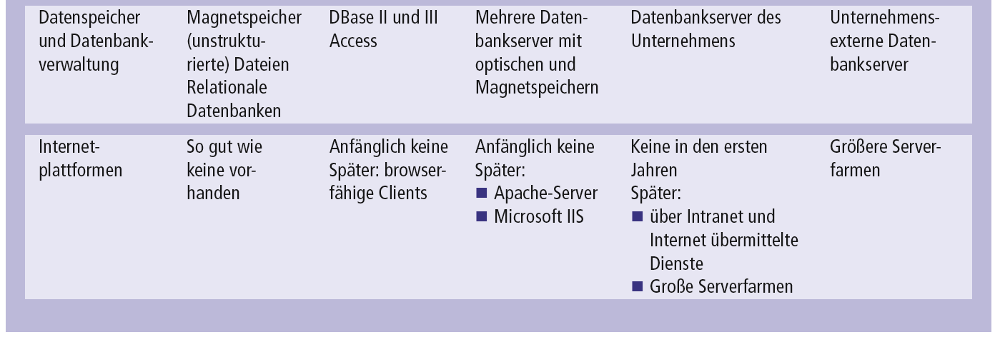 Datenspeicher
und Datenbank-
verwaltung
Magnetspeicher
(unstruktu-
rierte) Dateien
Relationale
Datenbanken
DBase II und III
Access
Mehrere Daten-
bankserver mit
optischen und
Magnetspeichern
Datenbankserver des
Unternehmens
Unternehmens-
externe Daten-
bankserver
Internet-
plattformen
So gut wie
keine vor-
handen
Anfänglich keine
Später: browser-
fähige Clients
Anfänglich keine
Später:
■ Apache-Server
■ Microsoft IIS
Keine in den ersten
Jahren
Später:
■ über Intranet und
Internet übermittelte
Dienste
■ Große Serverfarmen
Größere Server-
farmen